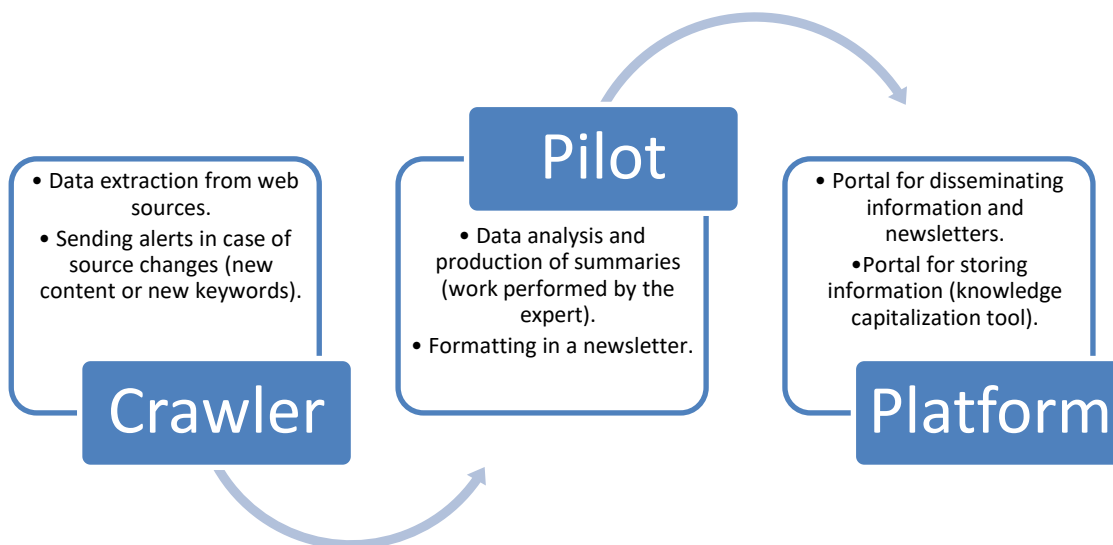 • Data extraction from web
sources.
• Sending alerts in case of
source changes (new
content or new keywords).
Crawler
Pilot
• Data analysis and
production of summaries
(work performed by the
expert).
• Formatting in a newsletter.
• Portal for disseminating
information and
newsletters.
•Portal for storing
information (knowledge
capitalization tool).
Platform